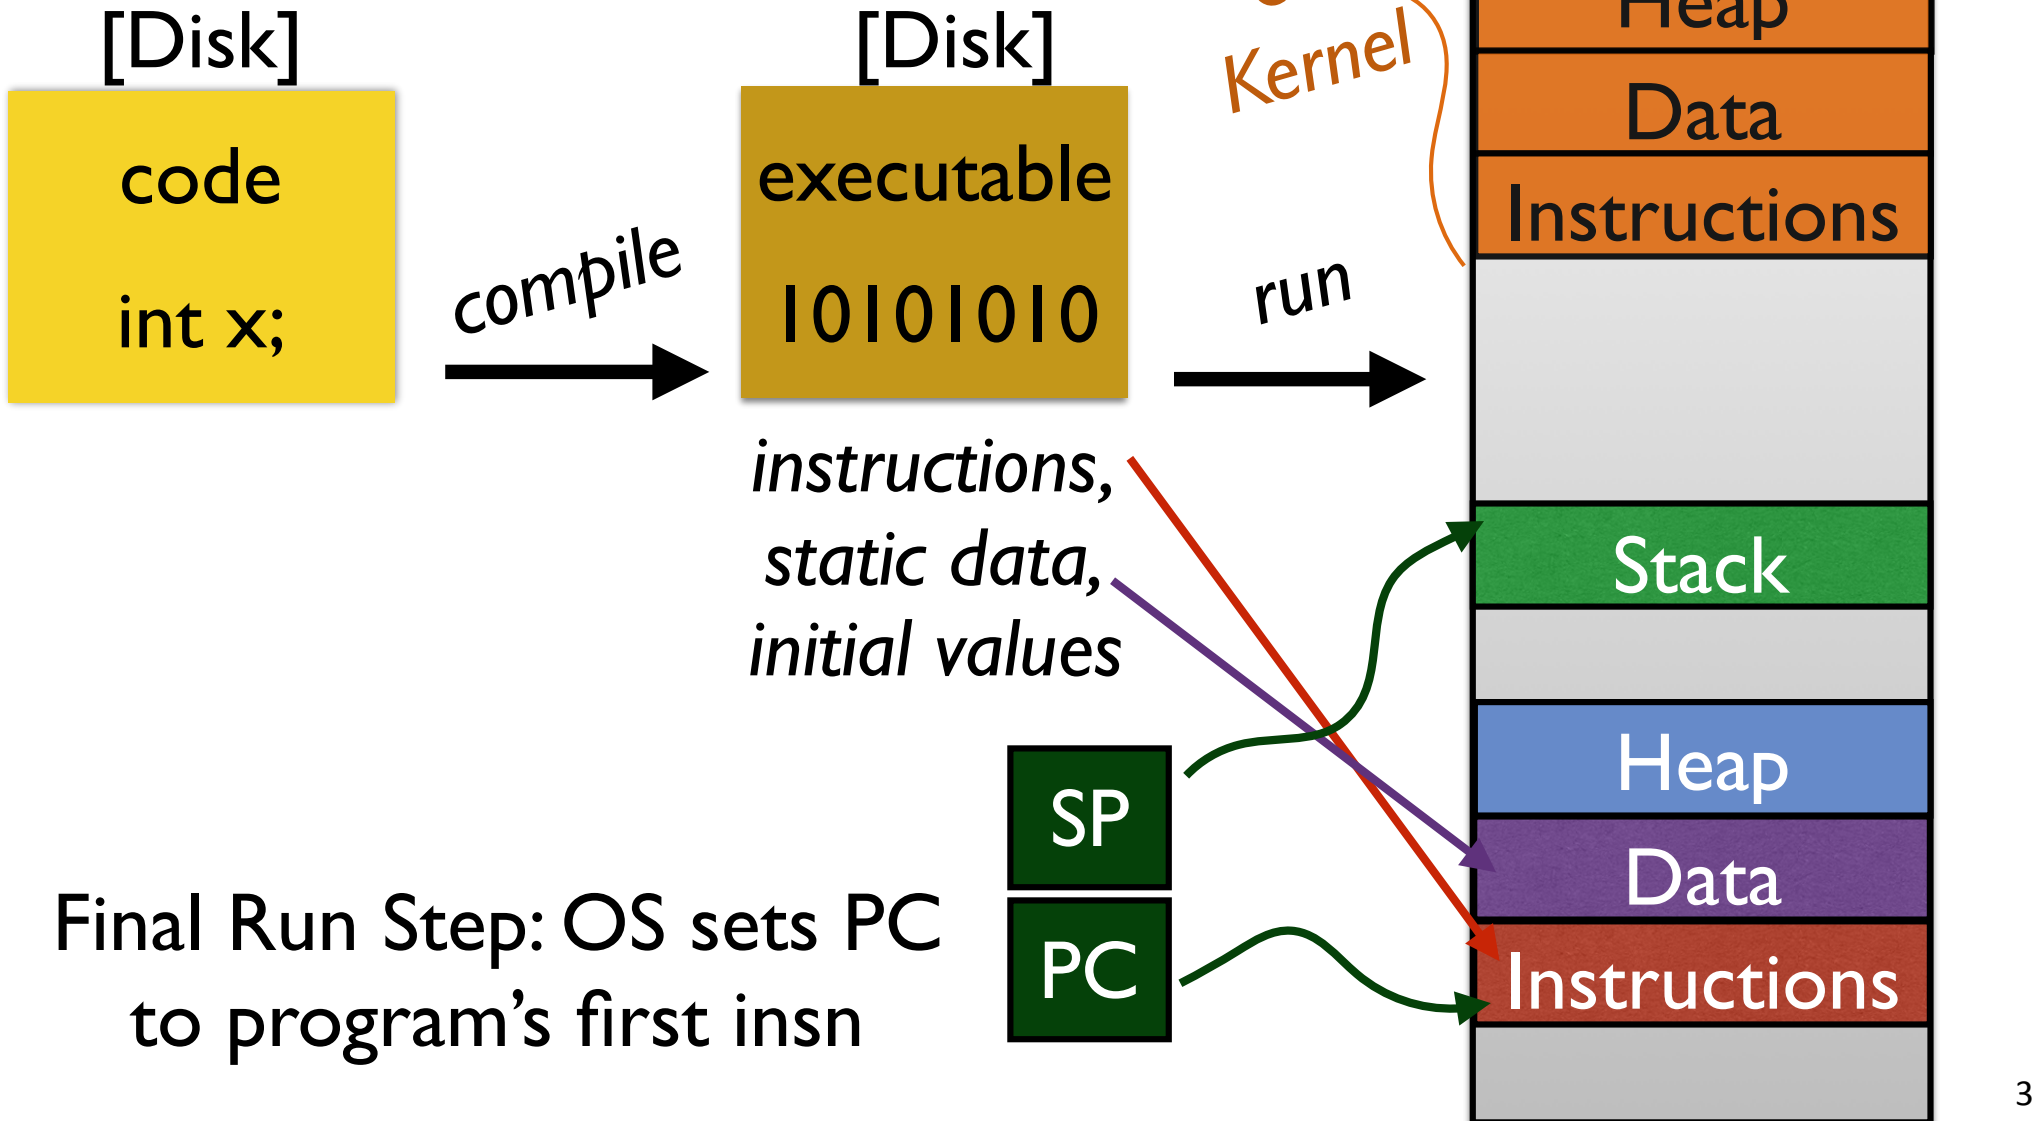 [Disk]
code
int x;
compile
[Disk]
executable
10101010
instructions,
static data,
initial values
run
Kernel
Heap
Data
Instructions
Stack
Heap
Data
Instructions
SP
PC
Final Run Step: OS sets PC
to program’s first insn
3